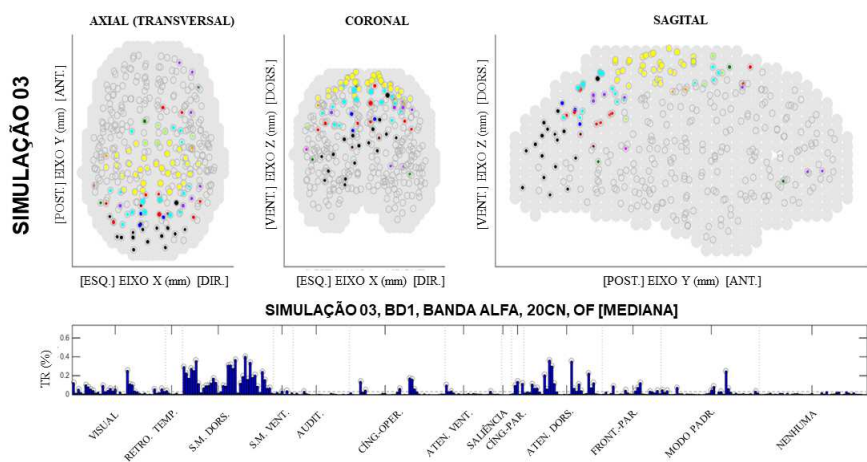 SIMULAÇÃO 03
AXIAL (TRANSVERSAL)
[POST.] EIXO Y (mm) [ANT.]
[ESQ.] EIXO X (mm) [DIR.]
CORONAL
[VENT.] EIXO Z (mm) [DORS.]
[ESQ.] EIXO X (mm) [DIR.]
SAGITAL
[VENT.] EIXO Z (mm) [DORS.]
[POST.] EIXO Y (mm) [ANT.]
SIMULAÇÃO 03, BD1, BANDA ALFA, 20CN, OF [MEDIANA]
TR (%)
0.6
0.4
0.2
0
VISUAL
RETRO. TEMP.
S.M. DORS.
S.M. VENT.
AUDIT.
CÍNG-OPER.
ATEN. VENT.
SALIÊNCIA
CÍNG-PAR.
ATEN. DORS.
FRONT.-PAR.
MODO PADR.
NENHUMA